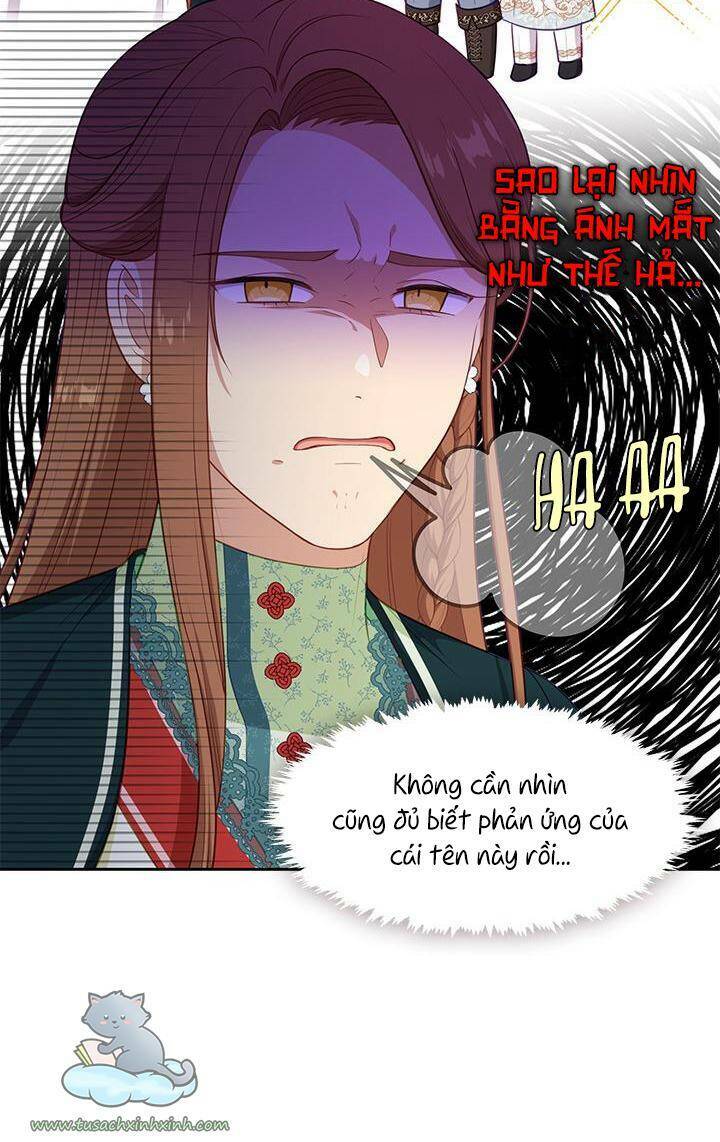 SAO LẠI NHÌN
BẰNG ÁNH MẮT
NHƯ THẾ HẢ...
HA AA
Không cần nhìn
cũng đủ biết phản ứng của
cái tên này rồi...
www.tusachxinhxinh.com